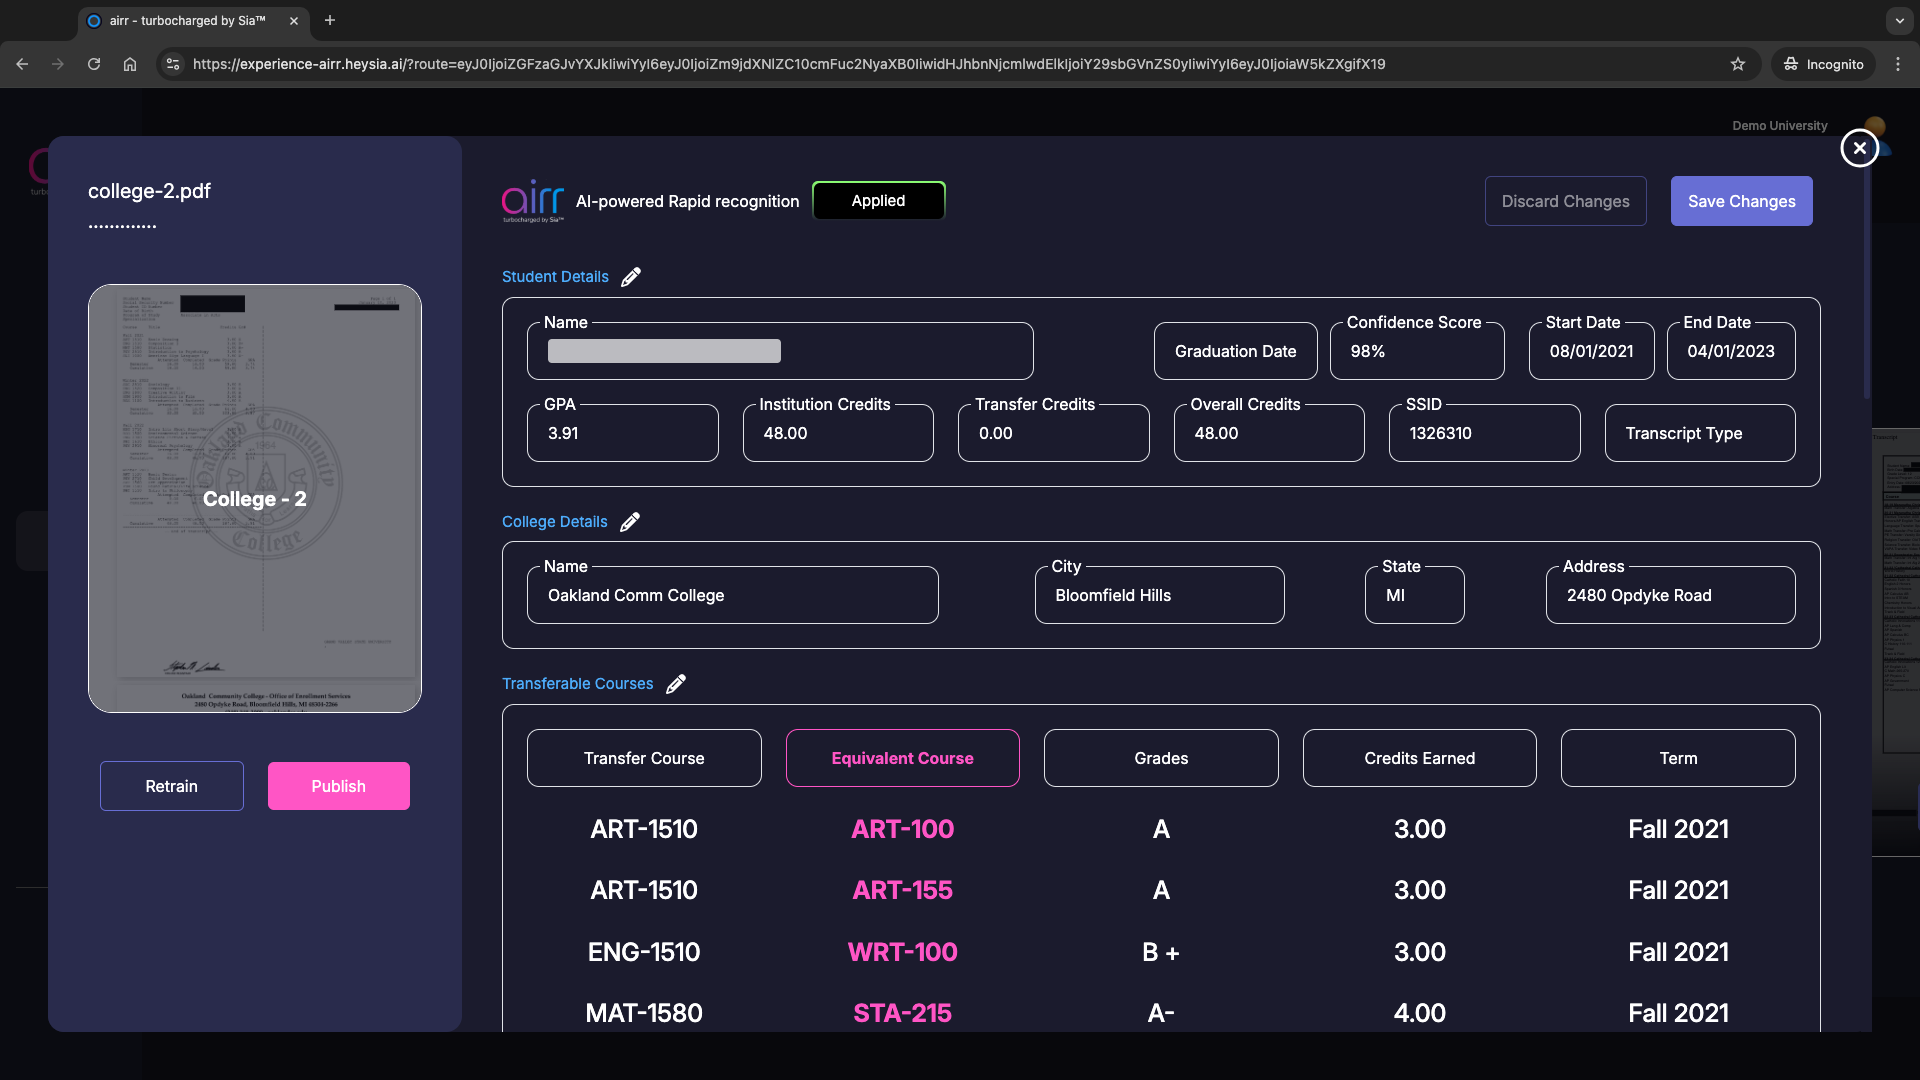 airr - turbocharged by Sia™
https://experience-airr.heysia.ai/?route=eyJ0IjoiZGFzaGJvYXJkIiwiYyI6eyJ0IjoiZm9jdXNlZC10cmFuc2NyaXB0IiwidHJhbnNjcmlwdElkIjoiY29sbGVnZS0yIiwiYyI6eyJ0IjoiaW5kZXgifX19
Incognito
Demo University
college-2.pdf
airr
turbocharged by Sia™
AI-powered Rapid recognition
Applied
Discard Changes
Save Changes
Student Details
Name
Graduation Date
Confidence Score
98%
Start Date
08/01/2021
End Date
04/01/2023
GPA
3.91
Institution Credits
48.00
Transfer Credits
0.00
Overall Credits
48.00
SSID
1326310
Transcript Type
College Details
Name
Oakland Comm College
City
Bloomfield Hills
State
MI
Address
2480 Opdyke Road
Oakland Community College
1964
College - 2
Oakland Community College - Office of Enrollment Services
2480 Opdyke Road, Bloomfield Hills, MI 48304-2266
Retrain
Publish
Transferable Courses
Transfer Course Equivalent Course Grades Credits Earned Term
ART-1510 ART-100 A 3.00 Fall 2021
ART-1510 ART-155 A 3.00 Fall 2021
ENG-1510 WRT-100 B + 3.00 Fall 2021
MAT-1580 STA-215 A- 4.00 Fall 2021